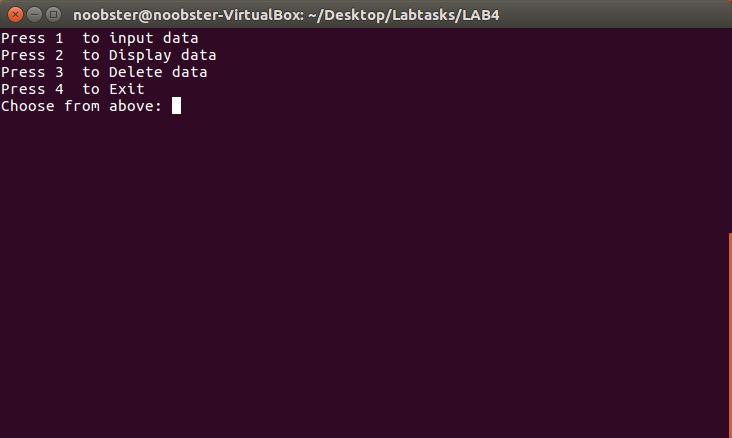 noobster@noobster-VirtualBox: ~/Desktop/Labtasks/LAB4
Press 1  to input data
Press 2  to Display data
Press 3  to Delete data
Press 4  to Exit
Choose from above: